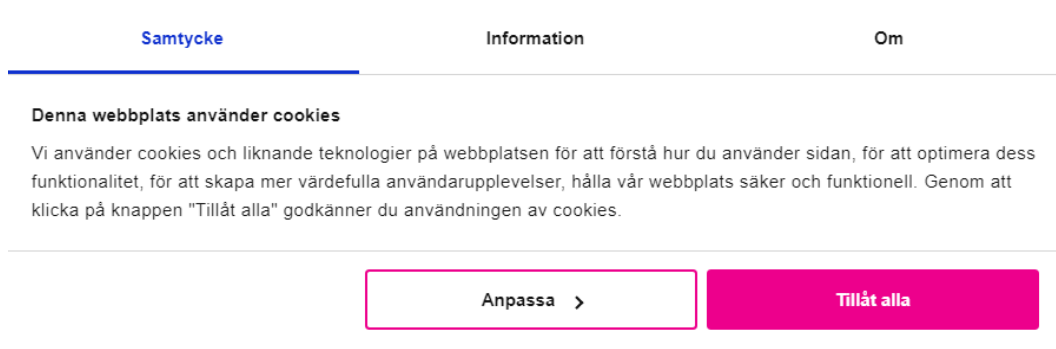 Samtycke Information Om
Denna webbplats använder cookies
Vi använder cookies och liknande teknologier på webbplatsen för att förstå hur du använder sidan, för att optimera dess
funktionalitet, för att skapa mer värdefulla användarupplevelser, hålla vår webbplats säker och funktionell. Genom att
klicka på knappen "Tillåt alla" godkänner du användningen av cookies.
Anpassa Tillåt alla